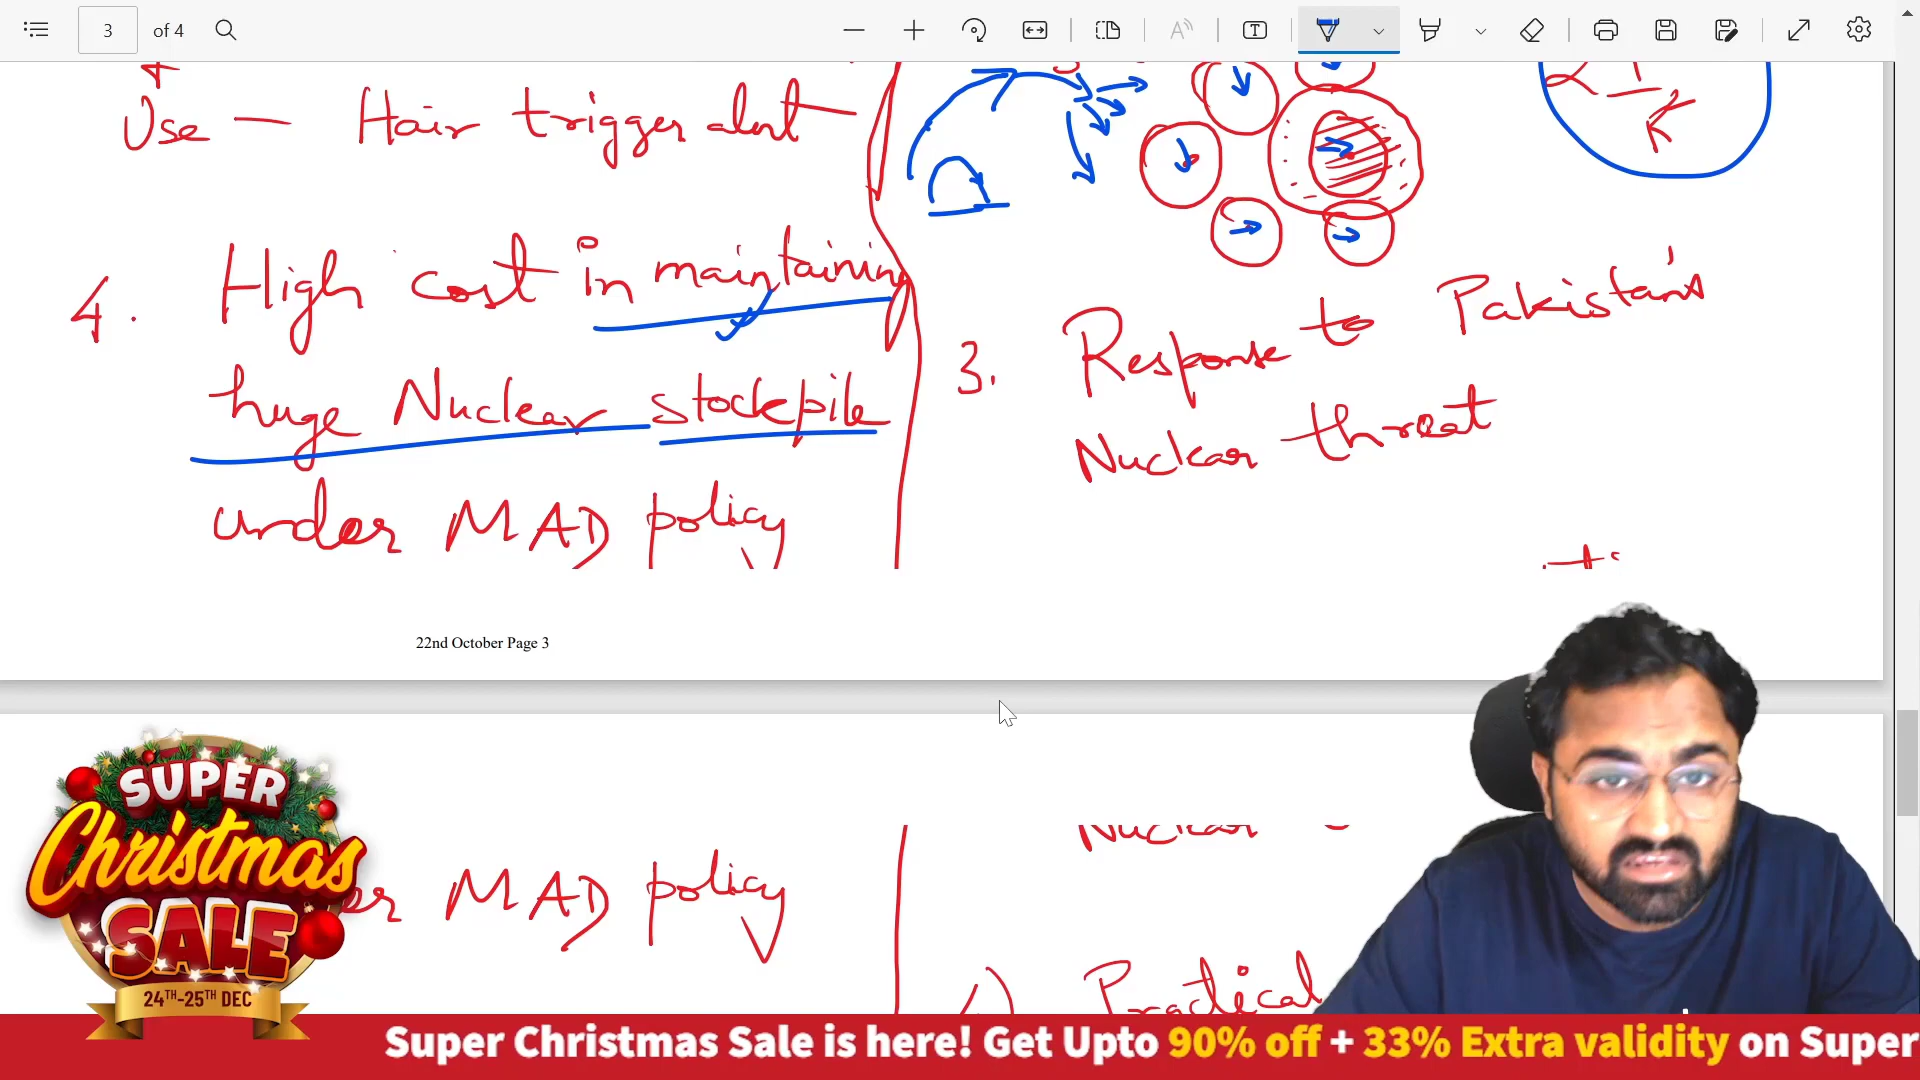 3
of 4
Use — Hair trigger alert —
4. High cost in maintaining
huge Nuclear stockpile
under MAD policy
3. Response to Pakistan's
Nuclear threat
22nd October Page 3
MAD policy
Nuclear
Practical
SUPER
Christmas
SALE
24TH-25TH DEC
Super Christmas Sale is here! Get Upto 90% off + 33% Extra validity on Super